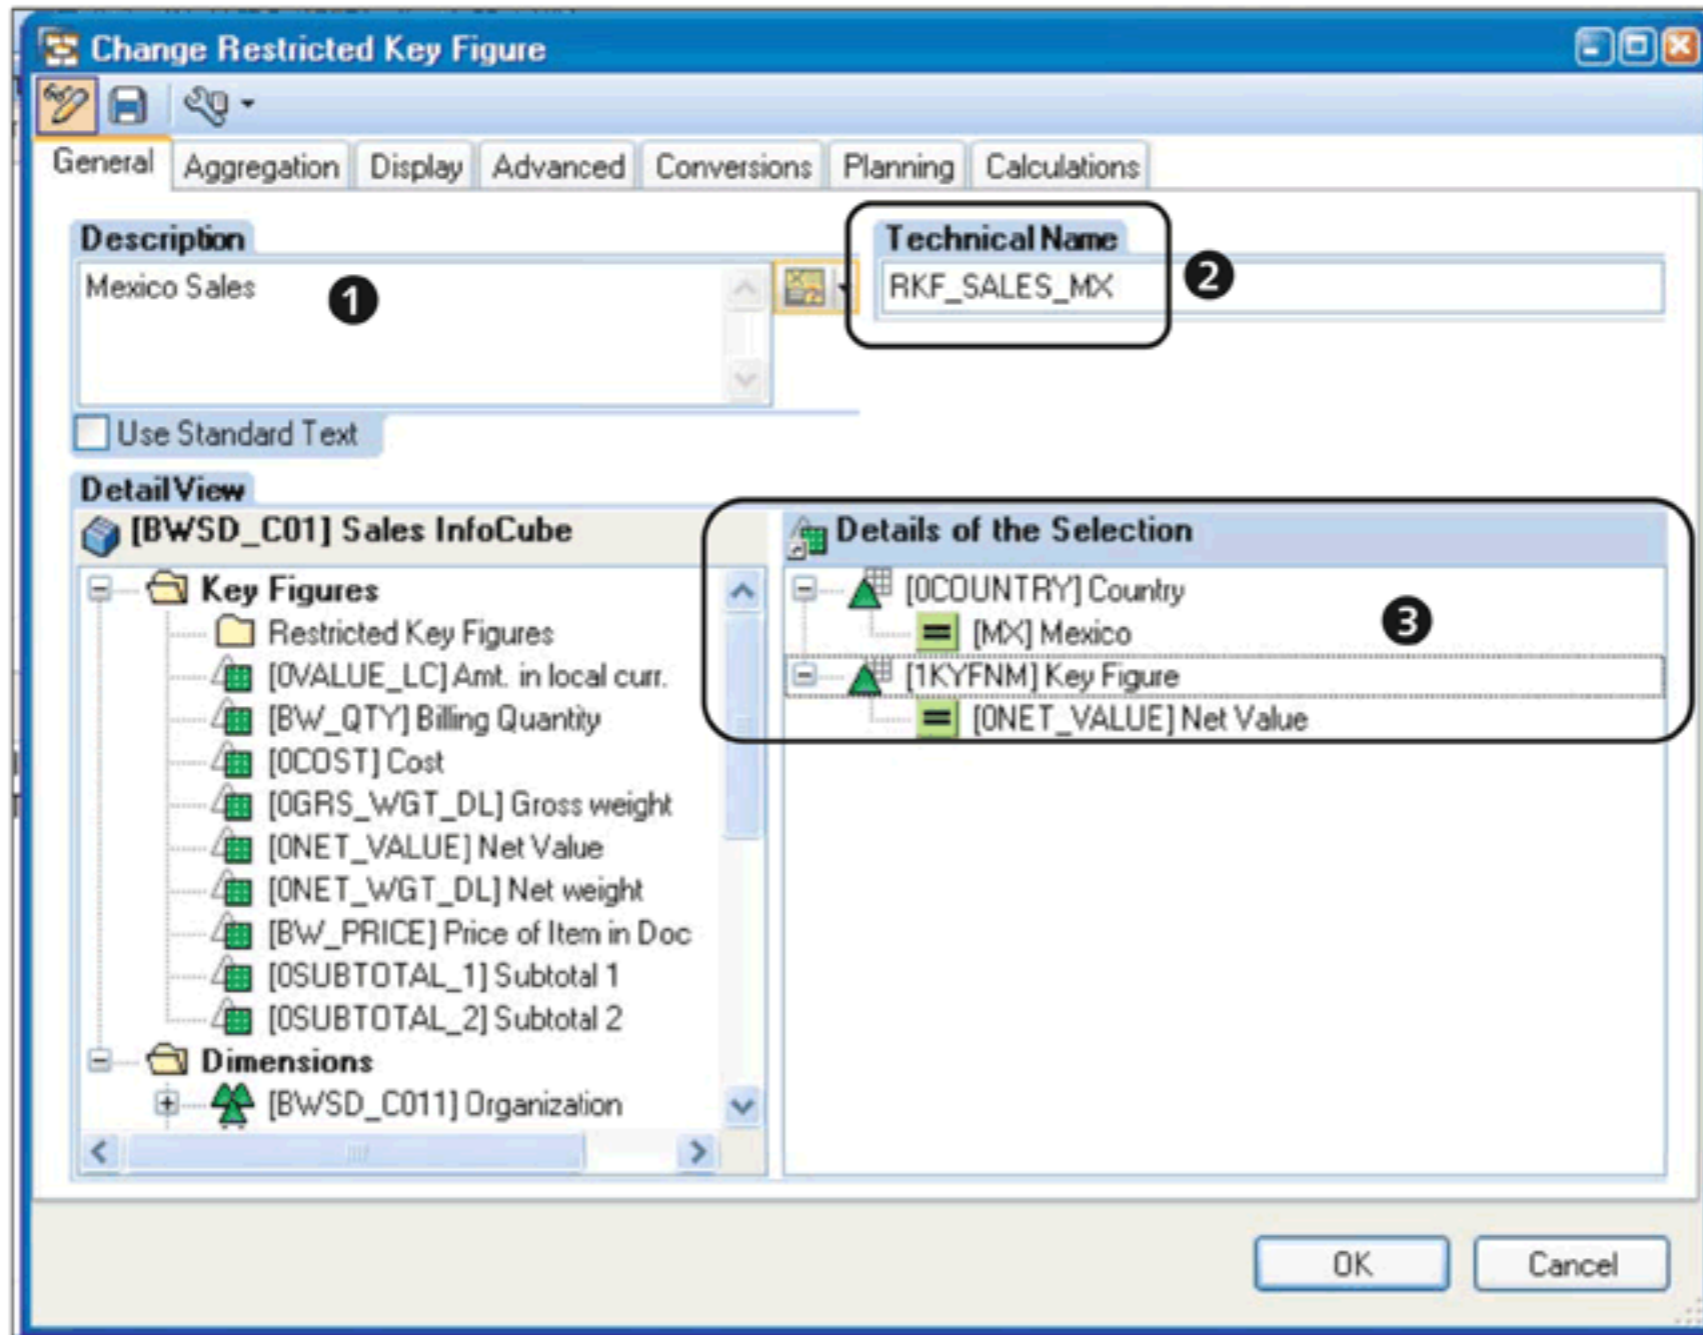 Change Restricted Key Figure
General Aggregation Display Advanced Conversions Planning Calculations
Description
Technical Name
Mexico Sales
1
RKF_SALES_MX
2
Use Standard Text
Detail View
[BWSD_C01] Sales InfoCube
Key Figures
Restricted Key Figures
[0VALUE_LC] Amt. in local curr.
[BW_QTY] Billing Quantity
[0COST] Cost
[0GRS_WGT_DL] Gross weight
[0NET_VALUE] Net Value
[0NET_WGT_DL] Net weight
[BW_PRICE] Price of Item in Doc
[0SUBTOTAL_1] Subtotal 1
[0SUBTOTAL_2] Subtotal 2
Dimensions
[BWSD_C011] Organization
Details of the Selection
[0COUNTRY] Country
3
[MX] Mexico
[1KYFNM] Key Figure
[0NET_VALUE] Net Value
OK
Cancel